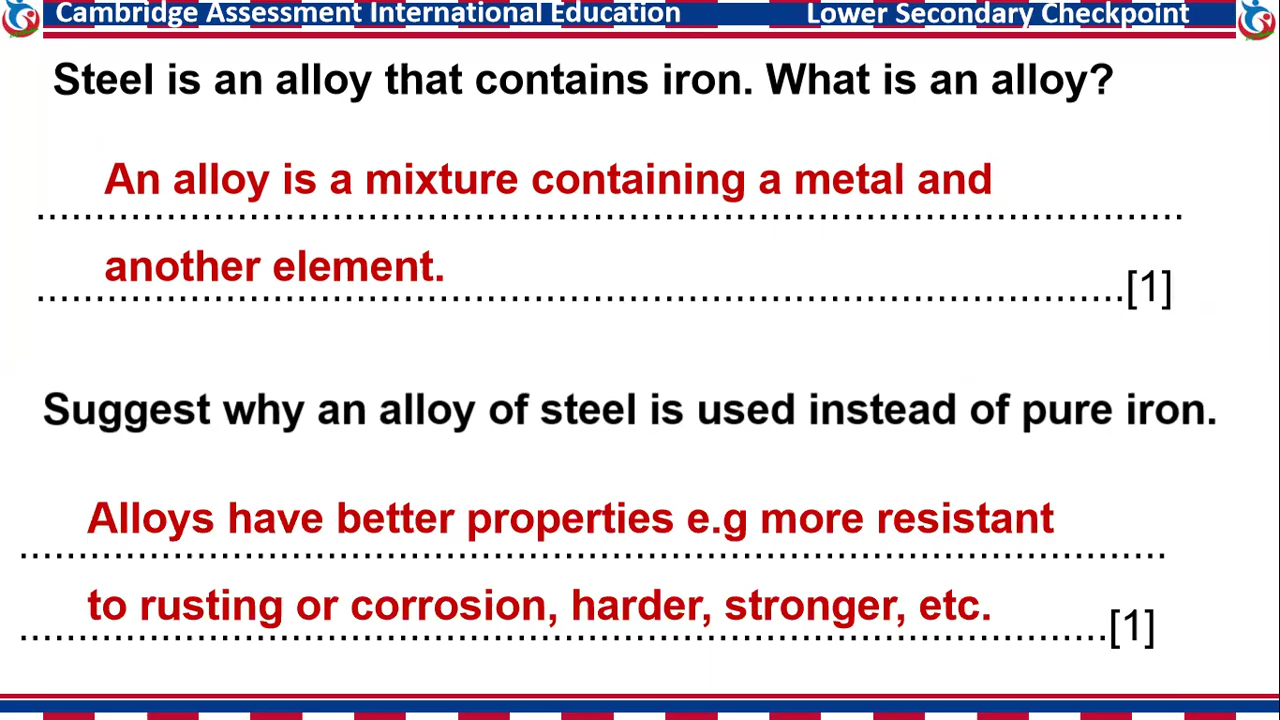 Cambridge Assessment International Education Lower Secondary Checkpoint
Steel is an alloy that contains iron. What is an alloy?
An alloy is a mixture containing a metal and
................................................................................................
another element.
...........................................................................................[1]
Suggest why an alloy of steel is used instead of pure iron.
Alloys have better properties e.g more resistant
................................................................................................
to rusting or corrosion, harder, stronger, etc.
...........................................................................................[1]